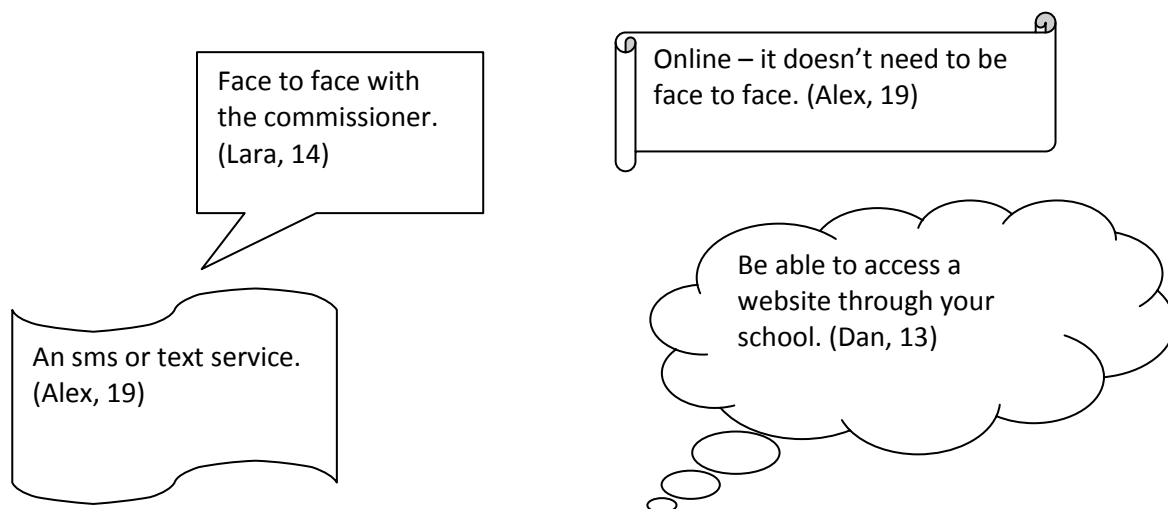 Face to face with
the commissioner.
(Lara, 14)
Online – it doesn’t need to be
face to face. (Alex, 19)
An sms or text service.
(Alex, 19)
Be able to access a
website through your
school. (Dan, 13)